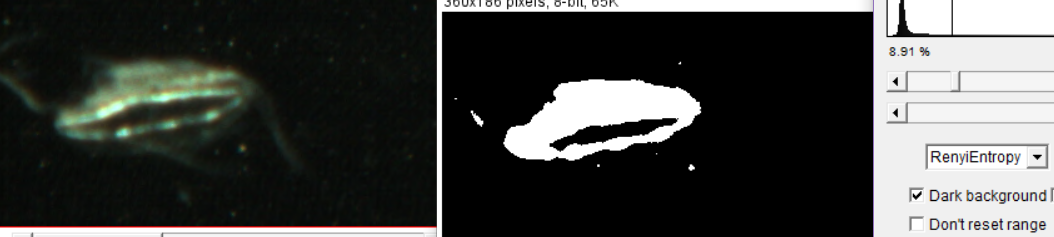 360x186 pixels; 8-bit; 65K
8.91 %
RenyiEntropy
Dark background
Don't reset range